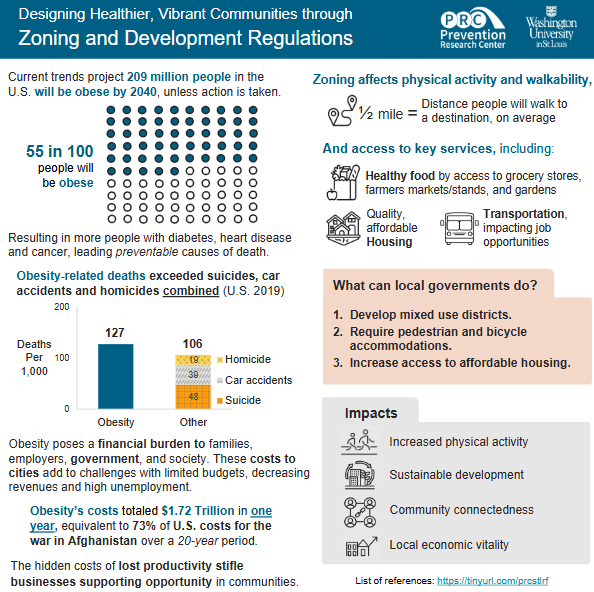 Designing Healthier, Vibrant Communities through
Zoning and Development Regulations
PRC
Prevention
Research Center
Washington
University
in St. Louis
Current trends project 209 million people in the
U.S. will be obese by 2040, unless action is taken.
55 in 100
people will
be obese
Resulting in more people with diabetes, heart disease
and cancer, leading preventable causes of death.
Obesity-related deaths exceeded suicides, car
accidents and homicides combined (U.S. 2019)
Deaths
Per
1,000
200
100
0
127
106
19
39
48
Homicide
Car accidents
Suicide
Obesity
Other
Obesity poses a financial burden to families,
employers, government, and society. These costs to
cities add to challenges with limited budgets, decreasing
revenues and high unemployment.
Obesity's costs totaled $1.72 Trillion in one
year, equivalent to 73% of U.S. costs for the
war in Afghanistan over a 20-year period.
The hidden costs of lost productivity stifle
businesses supporting opportunity in communities.
Zoning affects physical activity and walkability,
½ mile =
Distance people will walk to
a destination, on average
And access to key services, including:
Healthy food by access to grocery stores,
farmers markets/stands, and gardens
Quality,
affordable
Housing
Transportation,
impacting job
opportunities
What can local governments do?
1. Develop mixed use districts.
2. Require pedestrian and bicycle
accommodations.
3. Increase access to affordable housing.
Impacts
Increased physical activity
Sustainable development
Community connectedness
Local economic vitality
List of references: https://tinyurl.com/prcstlrf